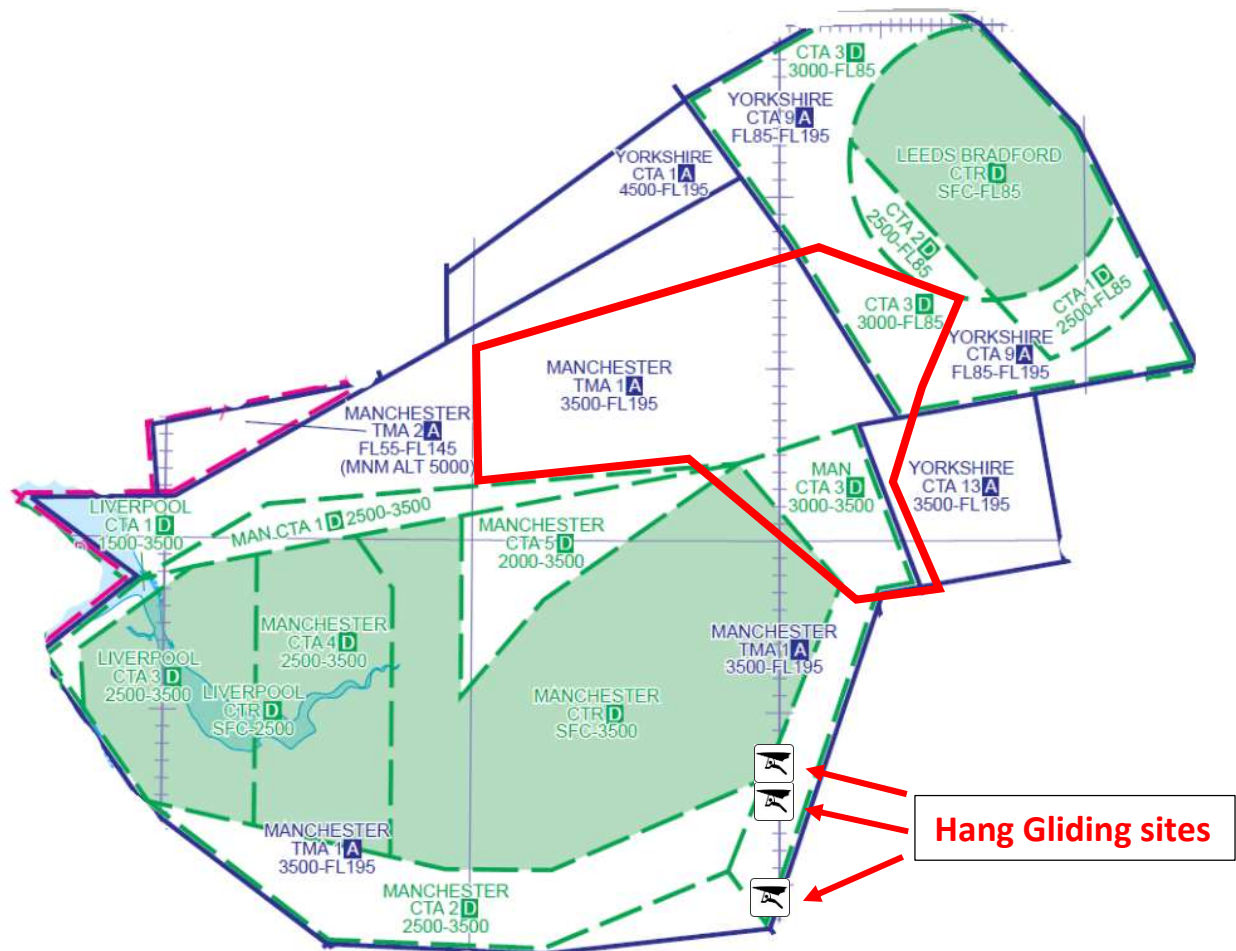 CTA 3 D
3000-FL85
YORKSHIRE
CTA 9 A
FL85-FL195
LEEDS BRADFORD
CTR D
SFC-FL85
YORKSHIRE
CTA 1 A
4500-FL195
CTA 2 D
2500-FL85
CTA 1 D
2500-FL85
CTA 3 D
3000-FL85
YORKSHIRE
CTA 9 A
FL85-FL195
MANCHESTER
TMA 1 A
3500-FL195
MANCHESTER
TMA 2 A
FL55-FL145
(MNM ALT 5000)
MAN
CTA 3 D
3000-3500
YORKSHIRE
CTA 13 A
3500-FL195
LIVERPOOL
CTA 1 D
1500-3500
MAN CTA 1 D 2500-3500
MANCHESTER
CTA 5 D
2000-3500
MANCHESTER
CTA 4 D
2500-3500
MANCHESTER
TMA 1 A
3500-FL195
LIVERPOOL
CTA 3 D
2500-3500
LIVERPOOL
CTR D
SFC-2500
MANCHESTER
CTR D
SFC-3500
Hang Gliding sites
MANCHESTER
TMA 1 A
3500-FL195
MANCHESTER
CTA 2 D
2500-3500